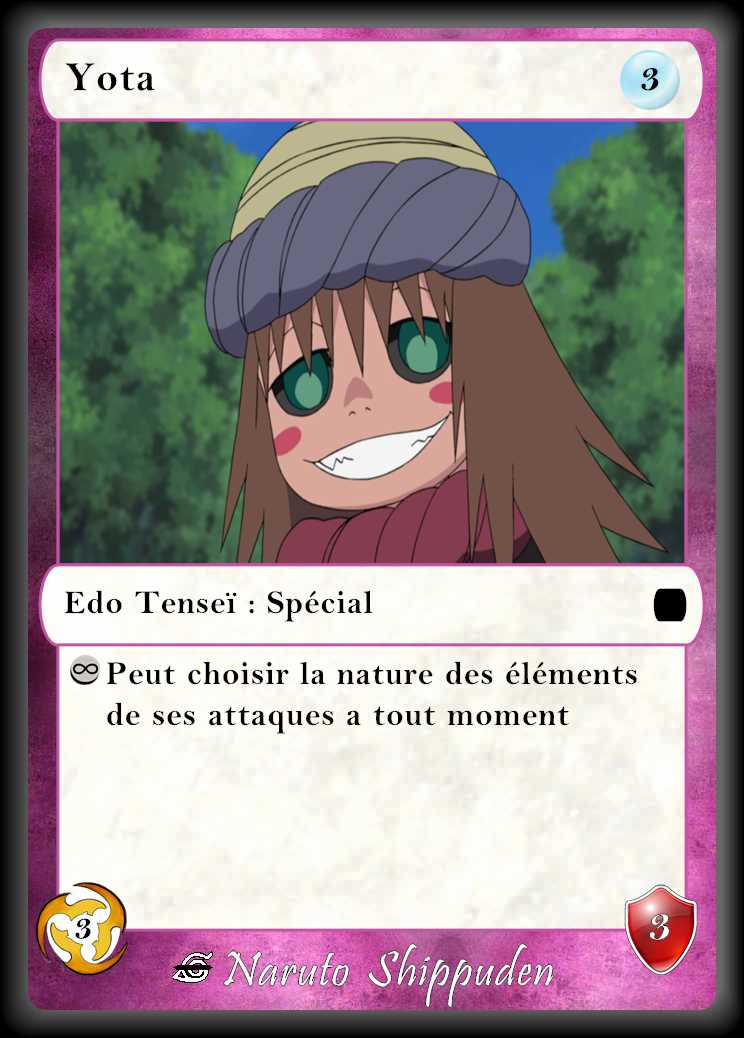 Yota
3
Edo Tenseï : Spécial
∞ Peut choisir la nature des éléments
de ses attaques a tout moment
3
3
Naruto Shippuden